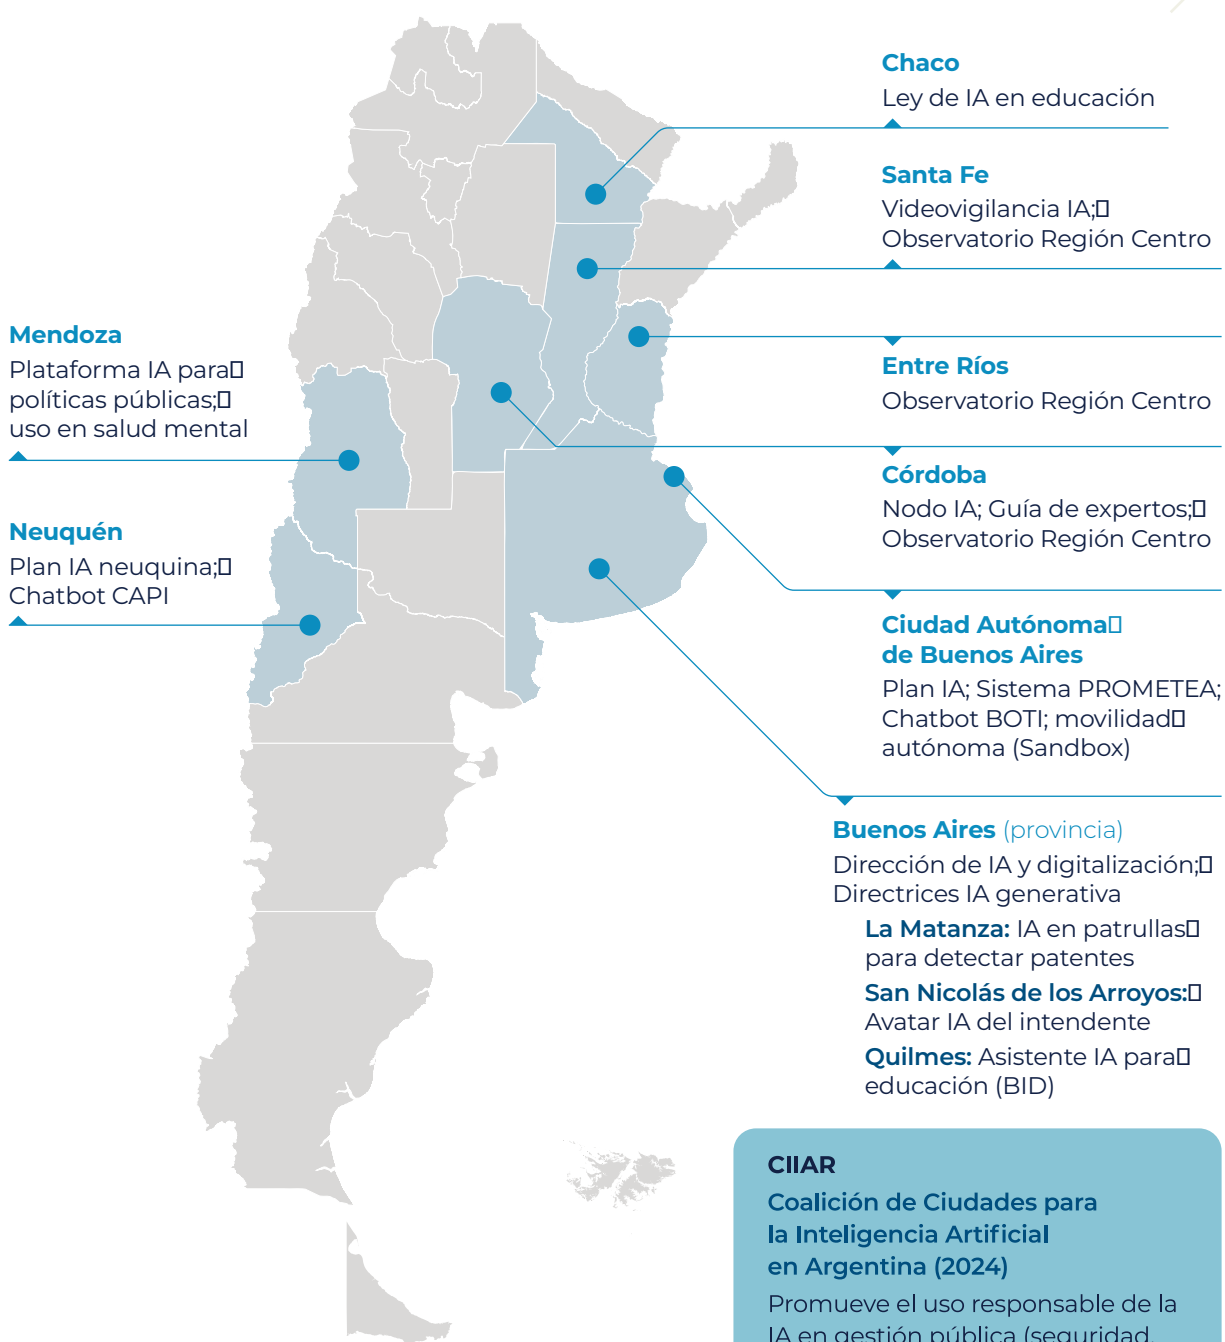 Chaco
Ley de IA en educación
Santa Fe
Videovigilancia IA;
Observatorio Región Centro
Entre Ríos
Observatorio Región Centro
Córdoba
Nodo IA; Guía de expertos;
Observatorio Región Centro
Ciudad Autónoma
de Buenos Aires
Plan IA; Sistema PROMETEA;
Chatbot BOTI; movilidad
autónoma (Sandbox)
Buenos Aires (provincia)
Dirección de IA y digitalización;
Directrices IA generativa
La Matanza: IA en patrullas
para detectar patentes
San Nicolás de los Arroyos:
Avatar IA del intendente
Quilmes: Asistente IA para
educación (BID)
Mendoza
Plataforma IA para
políticas públicas;
uso en salud mental
Neuquén
Plan IA neuquina;
Chatbot CAPI
CIIAR
Coalición de Ciudades para
la Inteligencia Artificial
en Argentina (2024)
Promueve el uso responsable de la
IA en gestión pública (seguridad